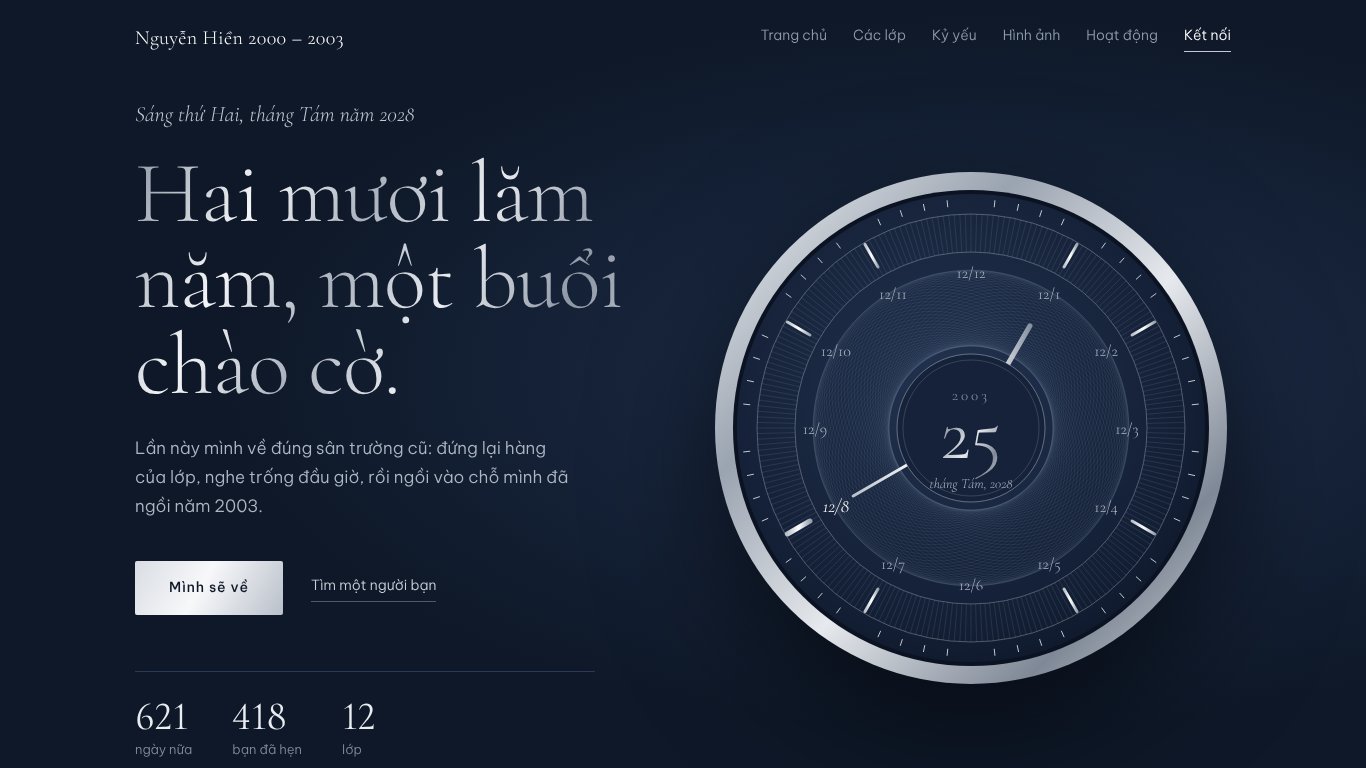 Nguyễn Hiền 2000 – 2003
Trang chủ
Các lớp
Kỷ yếu
Hình ảnh
Hoạt động
Kết nối
Sáng thứ Hai, tháng Tám năm 2028
Hai mươi lăm
năm, một buổi
chào cờ.
Lần này mình về đúng sân trường cũ: đứng lại hàng
của lớp, nghe trống đầu giờ, rồi ngồi vào chỗ mình đã
ngồi năm 2003.
Mình sẽ về
Tìm một người bạn
621
ngày nữa
418
bạn đã hẹn
12
lớp
12/12
12/1
12/2
12/3
12/4
12/5
12/6
12/7
12/8
12/9
12/10
12/11
2003
25
tháng Tám, 2028